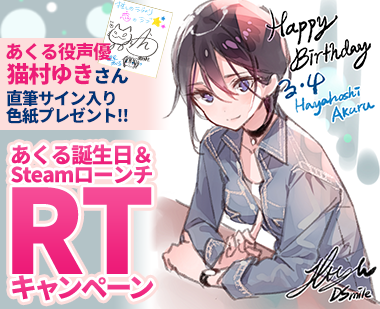 あくる役声優
猫村ゆきさん
直筆サイン入り
色紙プレゼント!!
あくる誕生日＆
Steamローンチ
RT
キャンペーン
Happy
Birthday
3.4
Hayahoshi
Akuru
DSmile